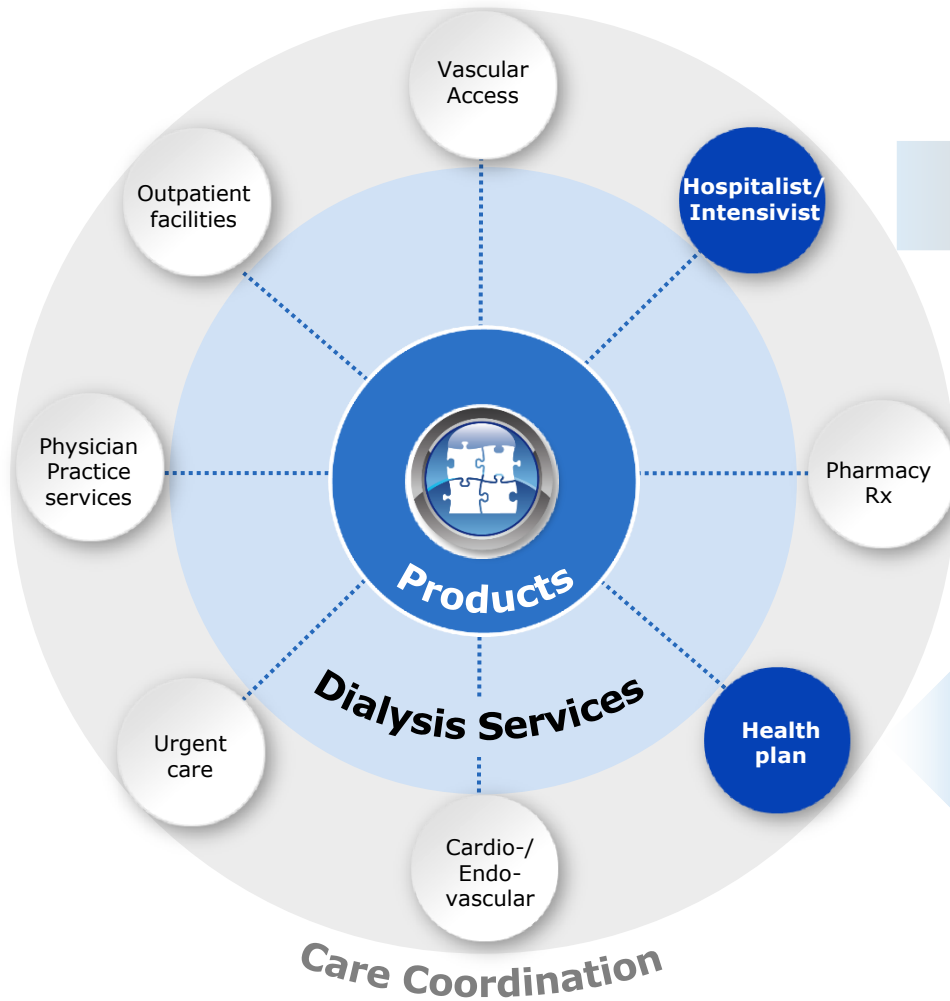 Vascular
Access
Outpatient
facilities
Hospitalist/
Intensivist
Physician
Practice
services
Pharmacy
Rx
Products
Dialysis Services
Urgent
care
Health
plan
Cardio-/
Endo-
vascular
Care Coordination